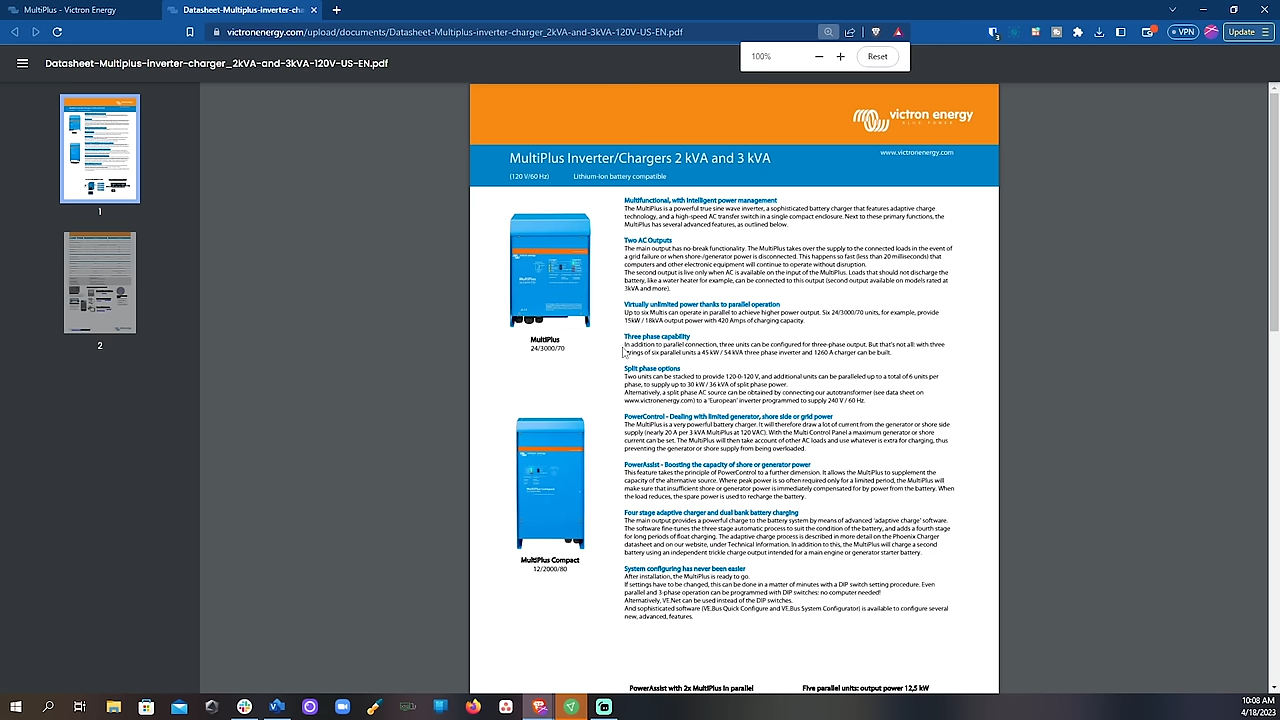 MultiPlus - Victron Energy
Datasheet-Multiplus-inverter-cha
victronenergy.com/upload/documents/Datasheet-Multiplus-inverter-charger_2kVA-and-3kVA-120V-US-EN.pdf
VPN
Update
sheet-Multiplus-inverter-charger_2kVA-and-3kVA-120V-US-EN.pdf
100%
Reset
1
2
victron energy
BLUE POWER
www.victronenergy.com
MultiPlus Inverter/Chargers 2 kVA and 3 kVA
(120 V/60 Hz) Lithium-Ion battery compatible
MultiPlus
24/3000/70
MultiPlus Compact
12/2000/80
Multifunctional, with intelligent power management
The MultiPlus is a powerful true sine wave inverter, a sophisticated battery charger that features adaptive charge
technology, and a high-speed AC transfer switch in a single compact enclosure. Next to these primary functions, the
MultiPlus has several advanced features, as outlined below.
Two AC Outputs
The main output has no-break functionality. The MultiPlus takes over the supply to the connected loads in the event of
a grid failure or when shore-/generator power is disconnected. This happens so fast (less than 20 milliseconds) that
computers and other electronic equipment will continue to operate without disruption.
The second output is live only when AC is available on the input of the MultiPlus. Loads that should not discharge the
battery, like a water heater for example, can be connected to this output (second output available on models rated at
3kVA and more).
Virtually unlimited power thanks to parallel operation
Up to six Multis can operate in parallel to achieve higher power output. Six 24/3000/70 units, for example, provide
15kW / 18kVA output power with 420 Amps of charging capacity.
Three phase capability
In addition to parallel connection, three units can be configured for three-phase output. But that's not all: with three
strings of six parallel units a 45 kW / 54 kVA three phase inverter and 1260 A charger can be built.
Split phase options
Two units can be stacked to provide 120-0-120 V, and additional units can be paralleled up to a total of 6 units per
phase, to supply up to 30 kW / 36 kVA of split phase power.
Alternatively, a split phase AC source can be obtained by connecting our autotransformer (see data sheet on
www.victronenergy.com) to a 'European' inverter programmed to supply 240 V / 60 Hz.
PowerControl - Dealing with limited generator, shore side or grid power
The MultiPlus is a very powerful battery charger. It will therefore draw a lot of current from the generator or shore side
supply (nearly 20 A per 3 kVA MultiPlus at 120 VAC). With the Multi Control Panel a maximum generator or shore
current can be set. The MultiPlus will then take account of other AC loads and use whatever is extra for charging, thus
preventing the generator or shore supply from being overloaded.
PowerAssist - Boosting the capacity of shore or generator power
This feature takes the principle of PowerControl to a further dimension. It allows the MultiPlus to supplement the
capacity of the alternative source. Where peak power is so often required only for a limited period, the MultiPlus will
make sure that insufficient shore or generator power is immediately compensated for by power from the battery. When
the load reduces, the spare power is used to recharge the battery.
Four stage adaptive charger and dual bank battery charging
The main output provides a powerful charge to the battery system by means of advanced 'adaptive charge' software.
The software fine-tunes the three stage automatic process to suit the condition of the battery, and adds a fourth stage
for long periods of float charging. The adaptive charge process is described in more detail on the Phoenix Charger
datasheet and on our website, under Technical Information. In addition to this, the MultiPlus will charge a second
battery using an independent trickle charge output intended for a main engine or generator starter battery.
System configuring has never been easier
After installation, the MultiPlus is ready to go.
If settings have to be changed, this can be done in a matter of minutes with a DIP switch setting procedure. Even
parallel and 3-phase operation can be programmed with DIP switches: no computer needed!
Alternatively, VE.Net can be used instead of the DIP switches.
And sophisticated software (VE.Bus Quick Configure and VE.Bus System Configurator) is available to configure several
new, advanced, features.
PowerAssist with 2x MultiPlus in parallel
Five parallel units: output power 12,5 kW
10:08 AM
4/18/2023